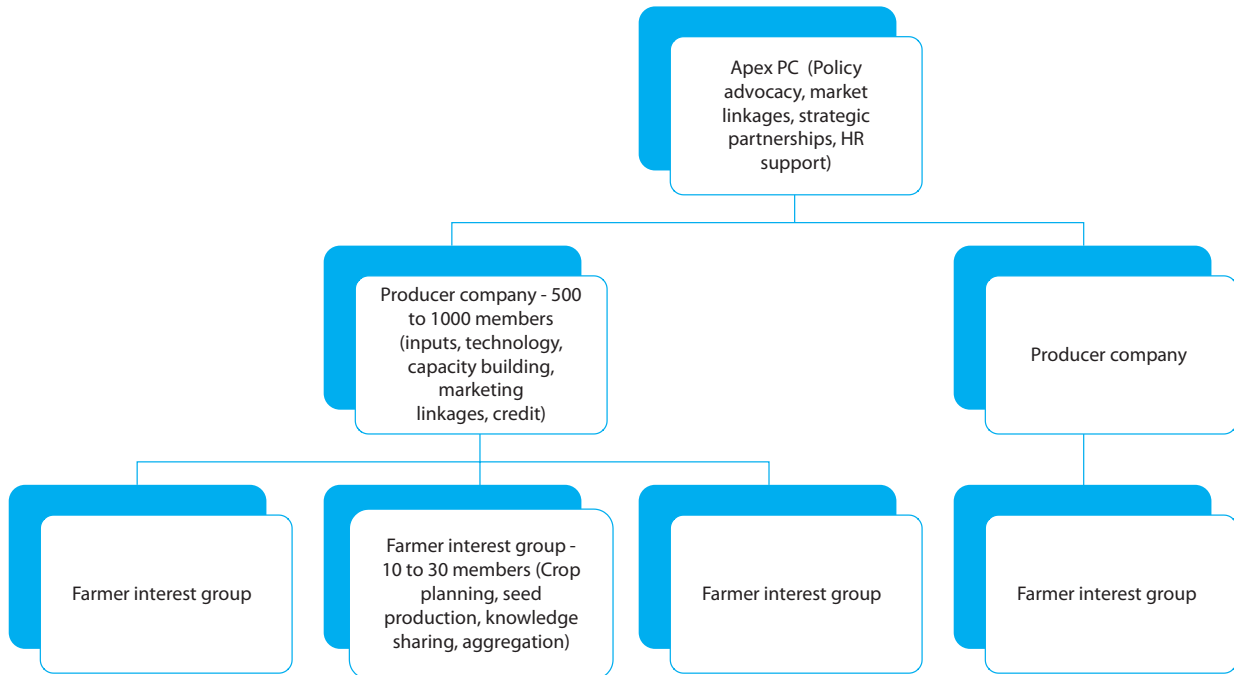 Apex PC (Policy
advocacy, market
linkages, strategic
partnerships, HR
support)
Producer company - 500
to 1000 members
(inputs, technology,
capacity building,
marketing
linkages, credit)
Producer company
Farmer interest group
Farmer interest group -
10 to 30 members (Crop
planning, seed
production, knowledge
sharing, aggregation)
Farmer interest group
Farmer interest group